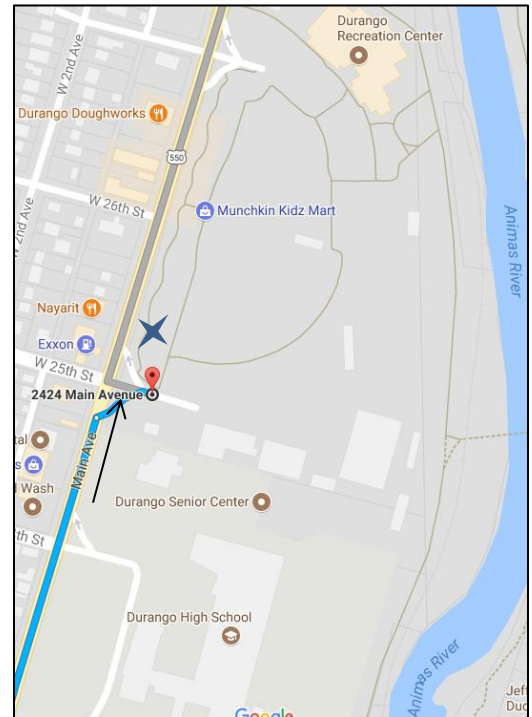 Durango
Recreation Center
W 2nd Ave
Durango Doughworks
550
W 26th St
Munchkin Kidz Mart
W 2nd Ave
Animas River
Nayarit
Exxon
W 25th St
2424 Main Avenue
Main Ave
tal
s
d Wash
Durango Senior Center
th St
Durango High School
Animas River
Jeff
Duc
Google